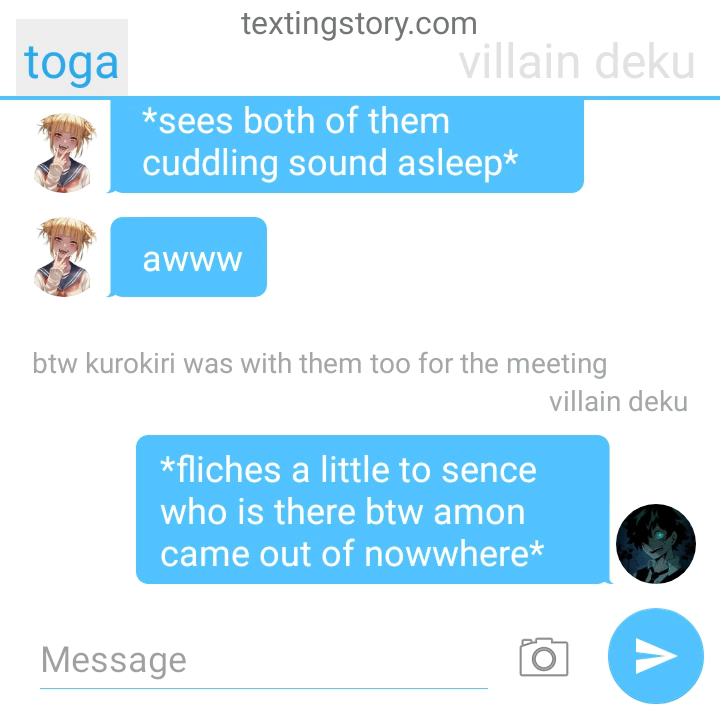 textingstory.com
toga
villain deku
*sees both of them
cuddling sound asleep*
awww
btw kurokiri was with them too for the meeting
villain deku
*fliches a little to sence
who is there btw amon
came out of nowwhere*
Message